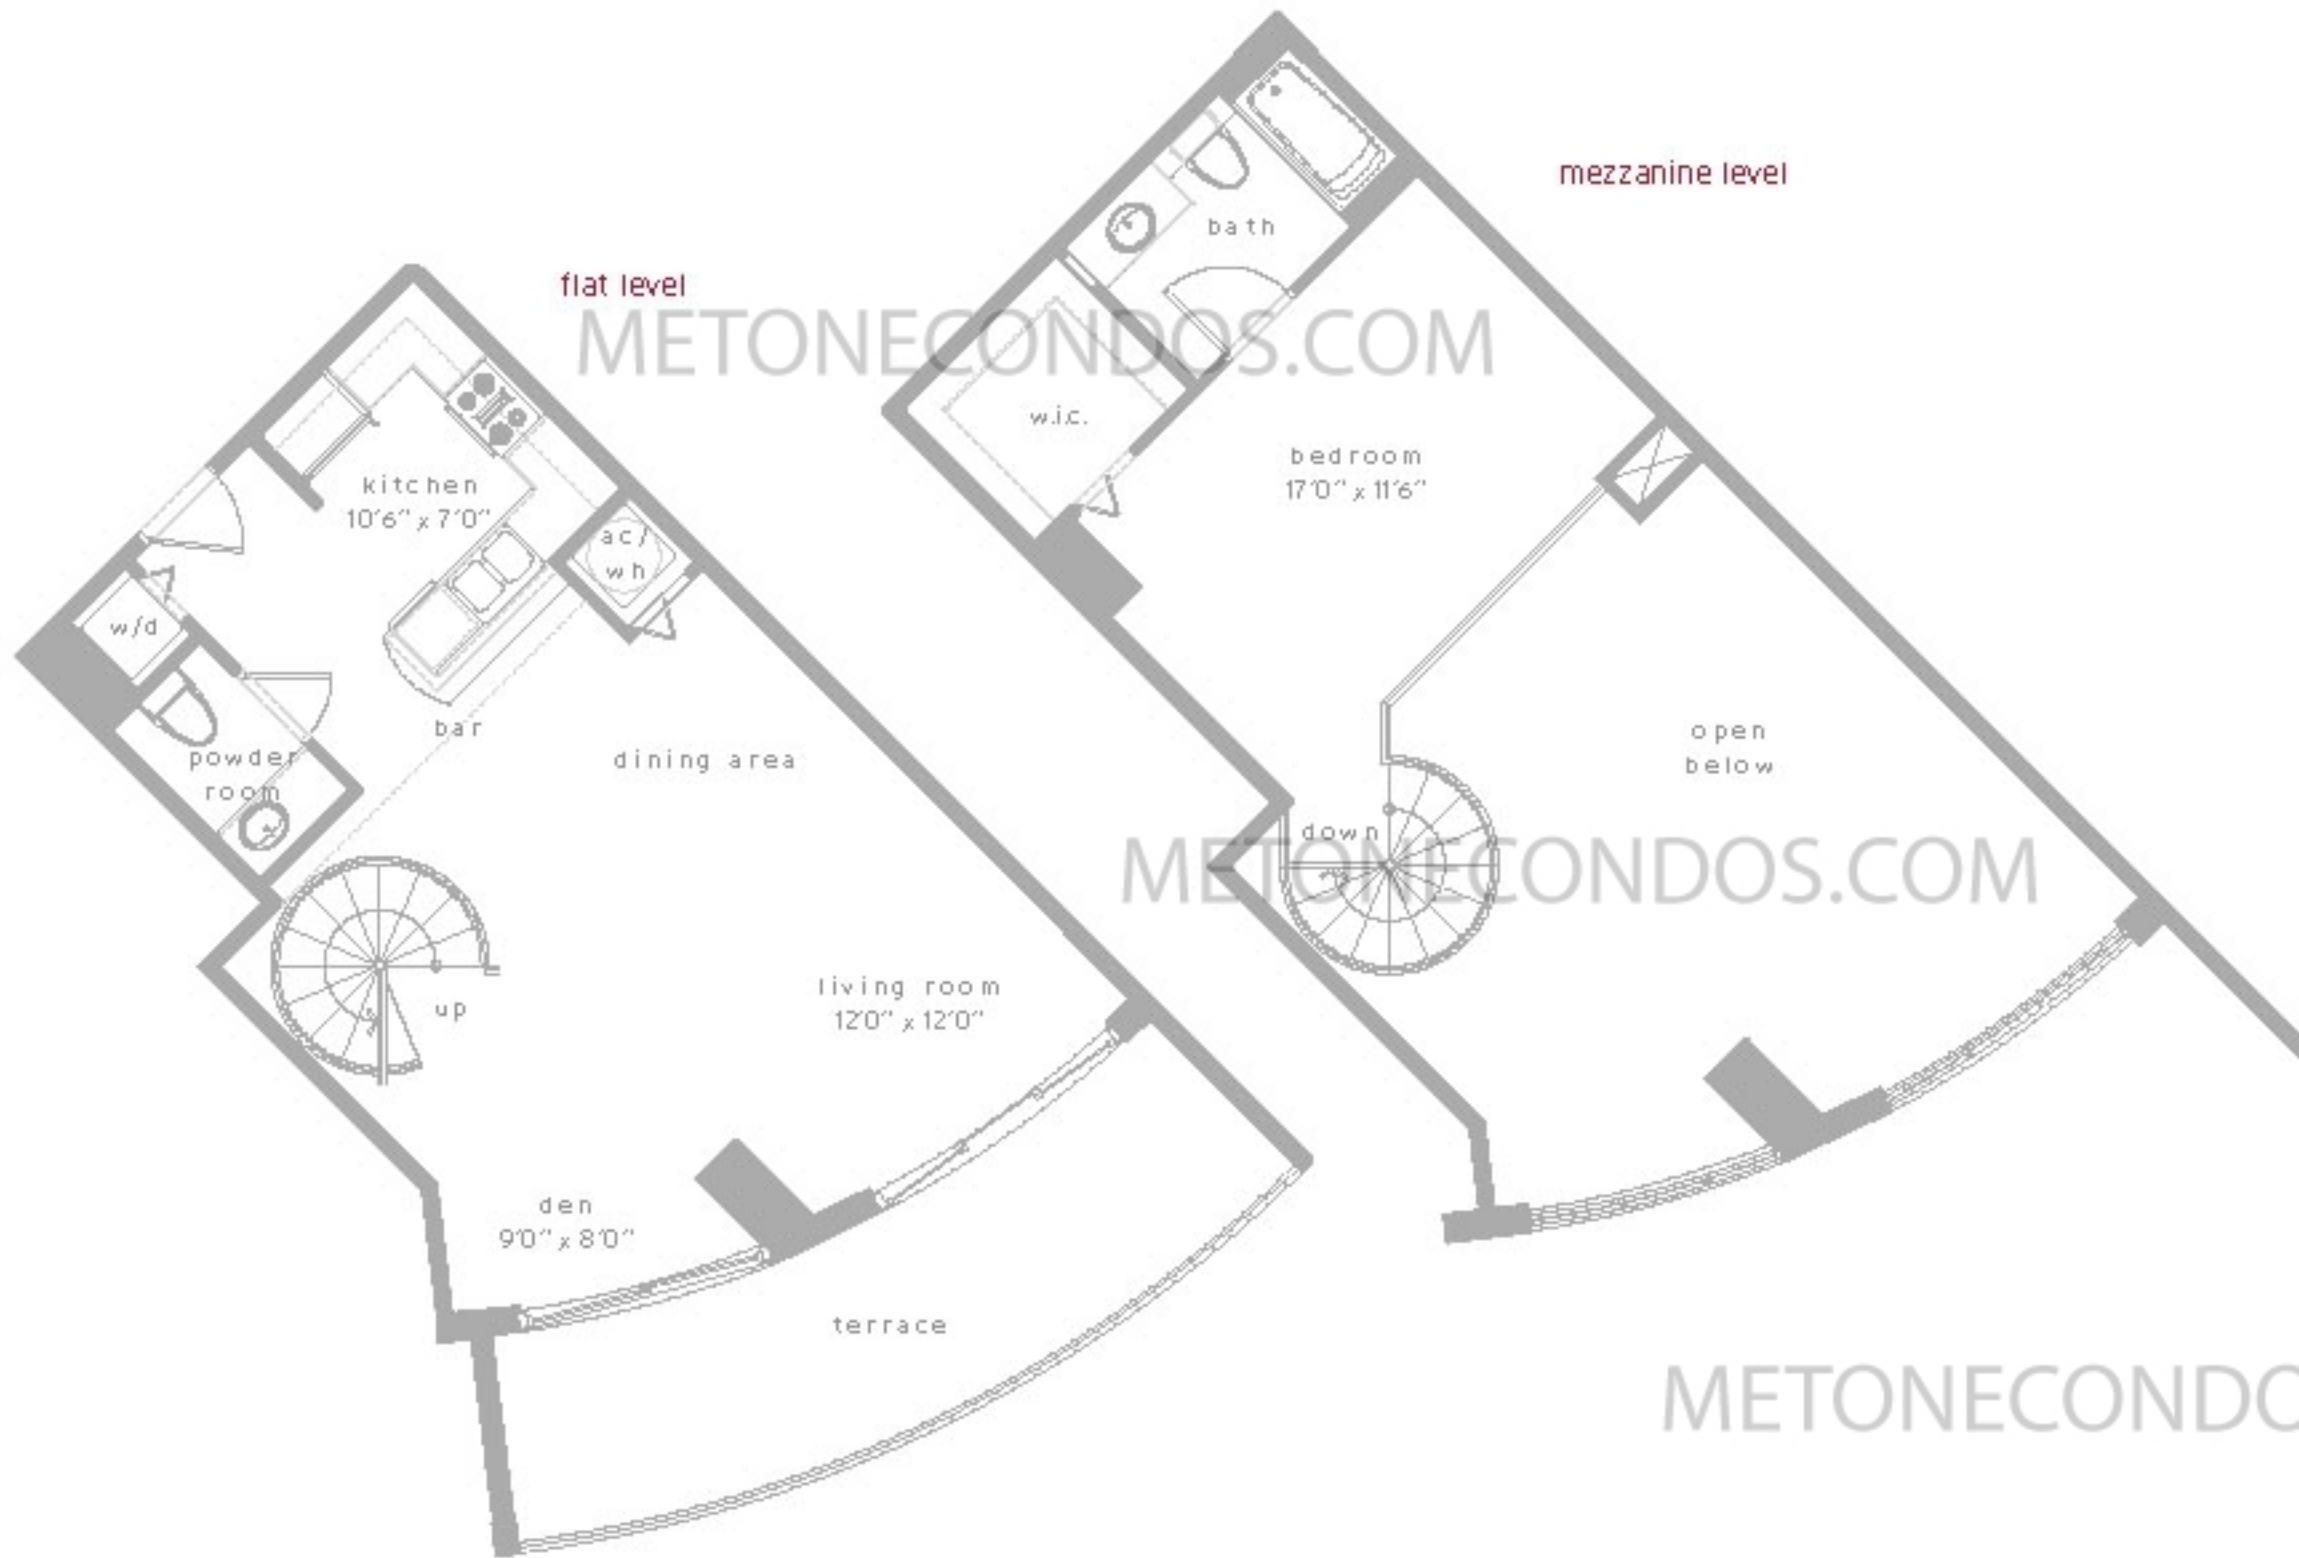 mezzanine level
flat level
METONECONDOS.COM
bath
w.i.c.
bedroom
17'0" x 11'6"
kitchen
10'6" x 7'0"
ac/
wh
w/d
bar
powder
room
dining area
open
below
down
METONECONDOS.COM
up
living room
12'0" x 12'0"
den
9'0" x 8'0"
terrace
METONECONDO